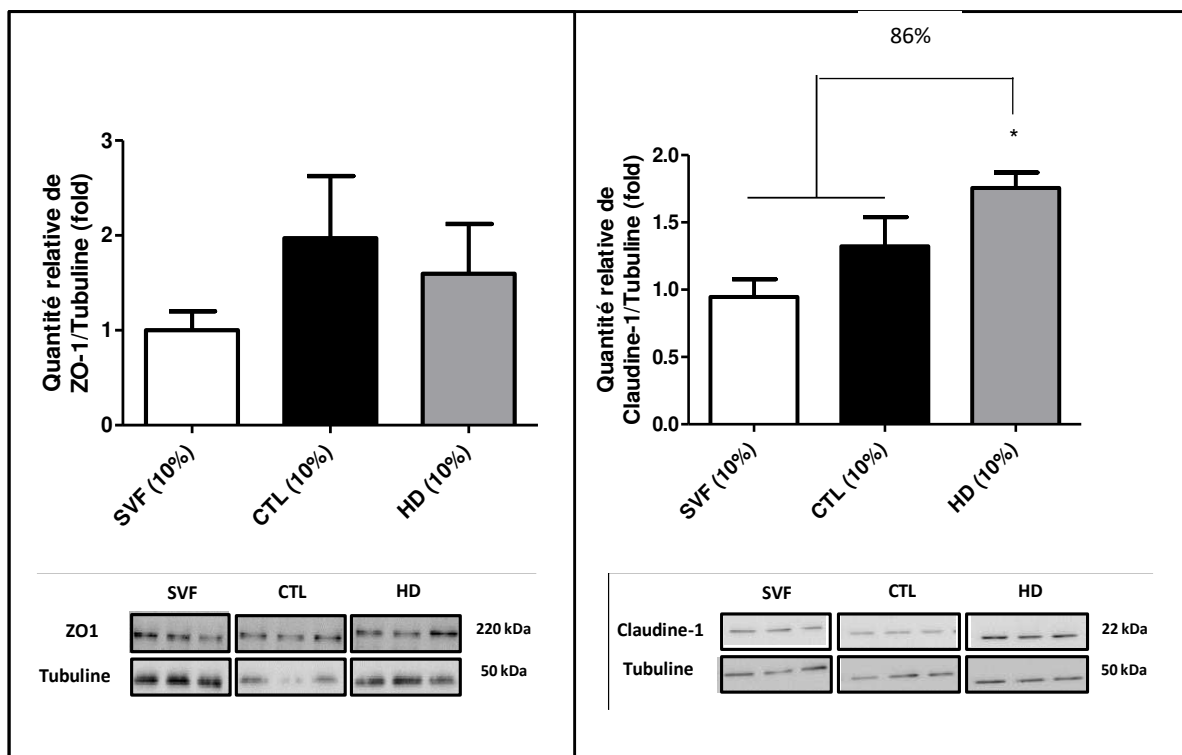 Quantité relative de
ZO-1/Tubuline (fold)
3
2
1
0
SVF (10%)
CTL (10%)
HD (10%)
SVF
CTL
HD
ZO1
220 kDa
Tubuline
50 kDa
86%
*
Quantité relative de
Claudine-1/Tubuline (fold)
2.0
1.5
1.0
0.5
0.0
SVF (10%)
CTL (10%)
HD (10%)
SVF
CTL
HD
Claudine-1
22 kDa
Tubuline
50 kDa